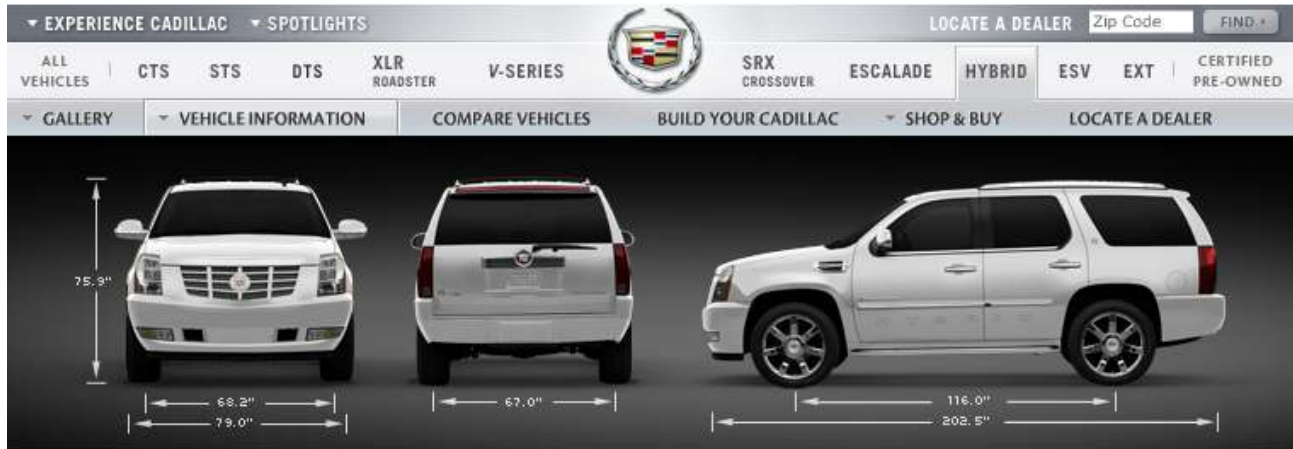 EXPERIENCE CADILLAC SPOTLIGHTS LOCATE A DEALER Zip Code FIND
ALL VEHICLES CTS STS DTS XLR ROADSTER V-SERIES SRX CROSSOVER ESCALADE HYBRID ESV EXT CERTIFIED PRE-OWNED
GALLERY VEHICLE INFORMATION COMPARE VEHICLES BUILD YOUR CADILLAC SHOP & BUY LOCATE A DEALER
75.9"
68.2" 67.0" 116.0"
79.0" 202.5"